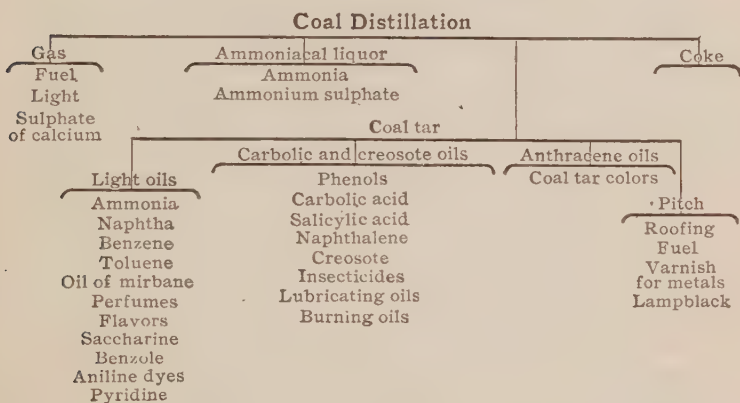 Coal Distillation
Gas
Fuel
Light
Sulphate
of calcium
Ammoniacal liquor
Ammonia
Ammonium sulphate
Coke
Coal tar
Light oils
Ammonia
Naphtha
Benzene
Toluene
Oil of mirbane
Perfumes
Flavors
Saccharine
Benzole
Aniline dyes
Pyridine
Carbolic and creosote oils
Phenols
Carbolic acid
Salicylic acid
Naphthalene
Creosote
Insecticides
Lubricating oils
Burning oils
Anthracene oils
Coal tar colors
Pitch
Roofing
Fuel
Varnish
for metals
Lampblack